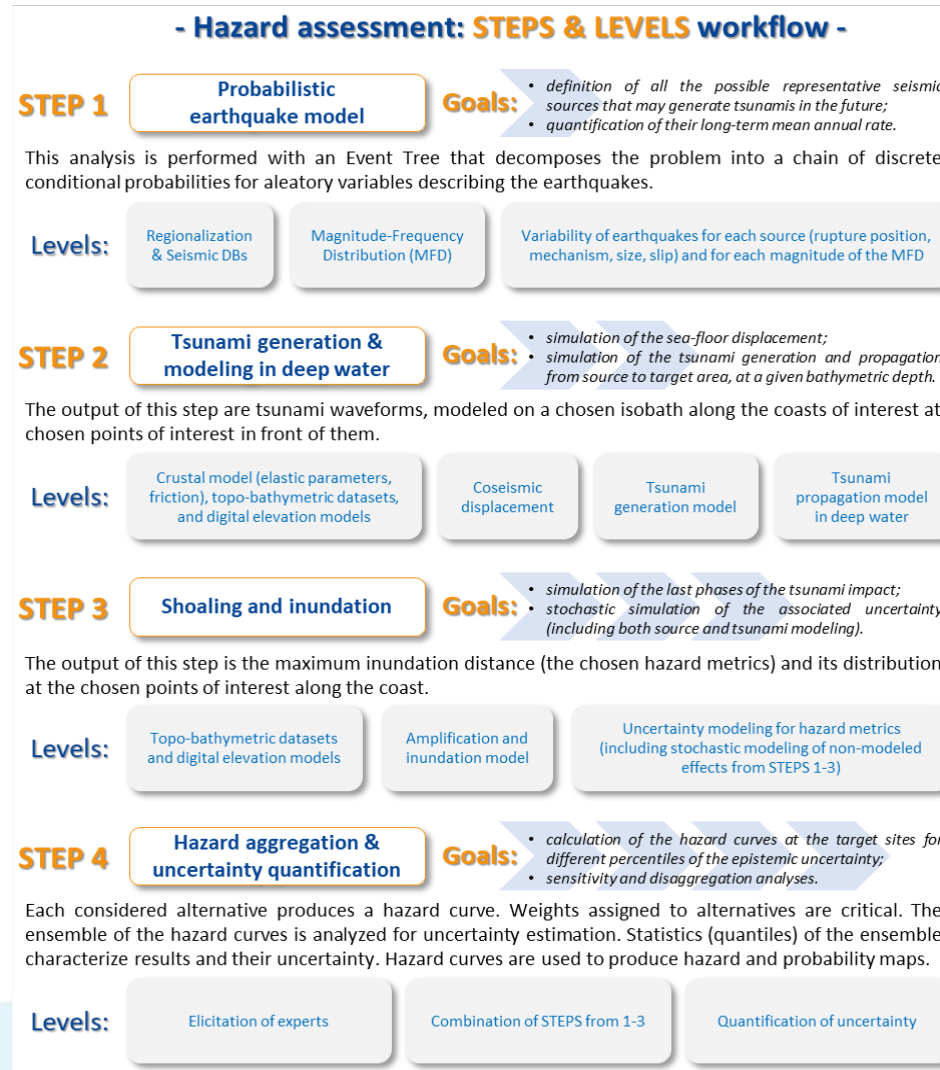 - Hazard assessment: STEPS & LEVELS workflow -
STEP 1
Probabilistic
earthquake model
Goals:
• definition of all the possible representative seismic
sources that may generate tsunamis in the future;
• quantification of their long-term mean annual rate.
This analysis is performed with an Event Tree that decomposes the problem into a chain of discrete
conditional probabilities for aleatory variables describing the earthquakes.
Levels:
Regionalization
& Seismic DBs
Magnitude-Frequency
Distribution (MFD)
Variability of earthquakes for each source (rupture position,
mechanism, size, slip) and for each magnitude of the MFD
STEP 2
Tsunami generation &
modeling in deep water
Goals:
• simulation of the sea-floor displacement;
• simulation of the tsunami generation and propagation
from source to target area, at a given bathymetric depth.
The output of this step are tsunami waveforms, modeled on a chosen isobath along the coasts of interest at
chosen points of interest in front of them.
Levels:
Crustal model (elastic parameters,
friction), topo-bathymetric datasets,
and digital elevation models
Coseismic
displacement
Tsunami
generation model
Tsunami
propagation model
in deep water
STEP 3
Shoaling and inundation
Goals:
• simulation of the last phases of the tsunami impact;
• stochastic simulation of the associated uncertainty
(including both source and tsunami modeling).
The output of this step is the maximum inundation distance (the chosen hazard metrics) and its distribution
at the chosen points of interest along the coast.
Levels:
Topo-bathymetric datasets
and digital elevation models
Amplification and
inundation model
Uncertainty modeling for hazard metrics
(including stochastic modeling of non-modeled
effects from STEPS 1-3)
STEP 4
Hazard aggregation &
uncertainty quantification
Goals:
• calculation of the hazard curves at the target sites for
different percentiles of the epistemic uncertainty;
• sensitivity and disaggregation analyses.
Each considered alternative produces a hazard curve. Weights assigned to alternatives are critical. The
ensemble of the hazard curves is analyzed for uncertainty estimation. Statistics (quantiles) of the ensemble
characterize results and their uncertainty. Hazard curves are used to produce hazard and probability maps.
Levels:
Elicitation of experts
Combination of STEPS from 1-3
Quantification of uncertainty